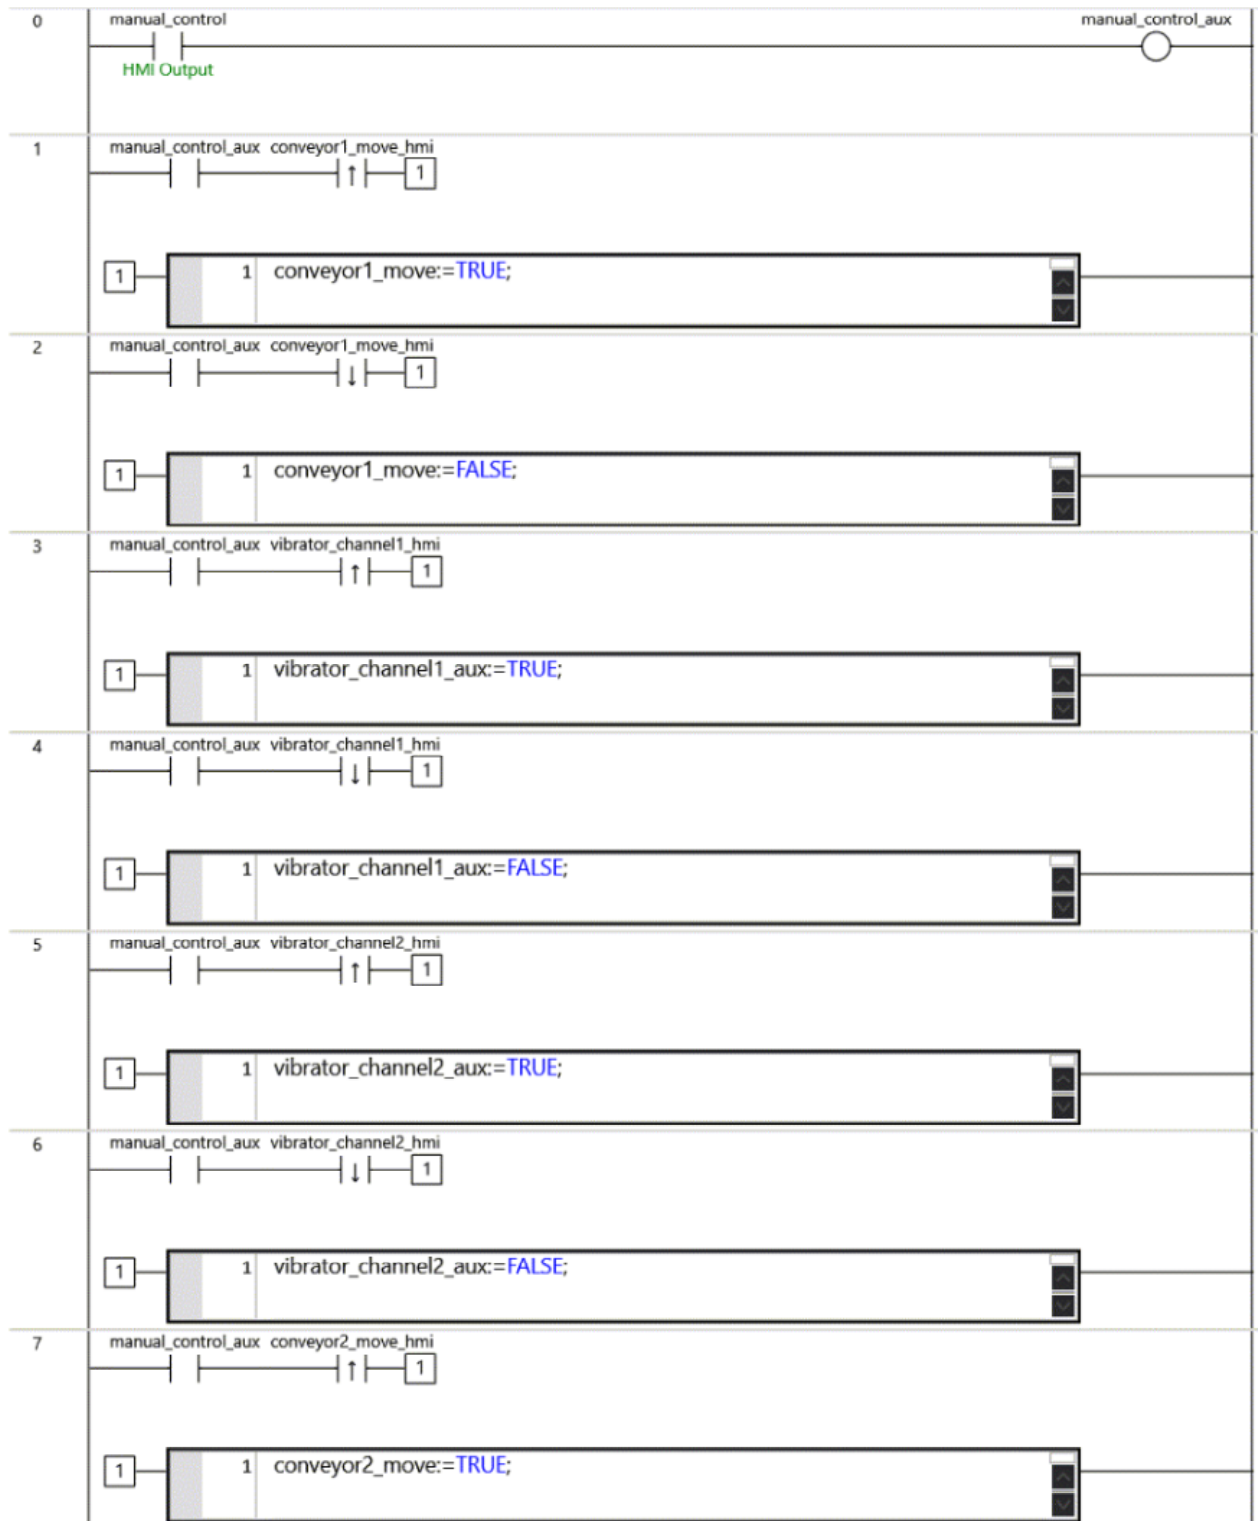 0
manual_control manual_control_aux
HMI Output
1
manual_control_aux conveyor1_move_hmi
1
1 1 conveyor1_move:=TRUE;
2
manual_control_aux conveyor1_move_hmi
1
1 1 conveyor1_move:=FALSE;
3
manual_control_aux vibrator_channel1_hmi
1
1 1 vibrator_channel1_aux:=TRUE;
4
manual_control_aux vibrator_channel1_hmi
1
1 1 vibrator_channel1_aux:=FALSE;
5
manual_control_aux vibrator_channel2_hmi
1
1 1 vibrator_channel2_aux:=TRUE;
6
manual_control_aux vibrator_channel2_hmi
1
1 1 vibrator_channel2_aux:=FALSE;
7
manual_control_aux conveyor2_move_hmi
1
1 1 conveyor2_move:=TRUE;